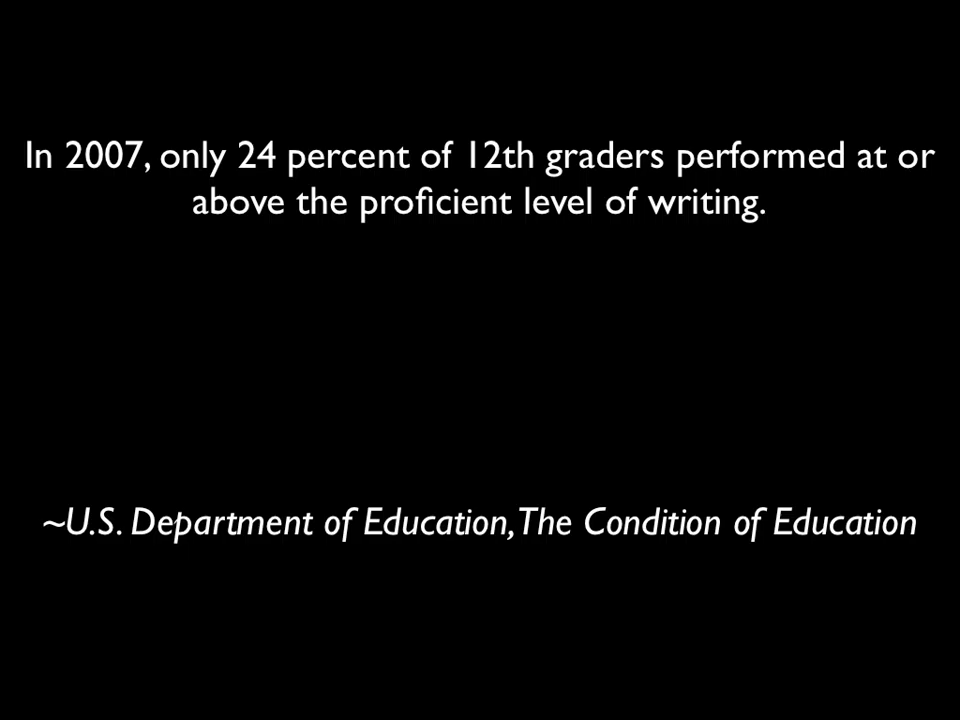 In 2007, only 24 percent of 12th graders performed at or
above the proficient level of writing.
~U.S. Department of Education, The Condition of Education